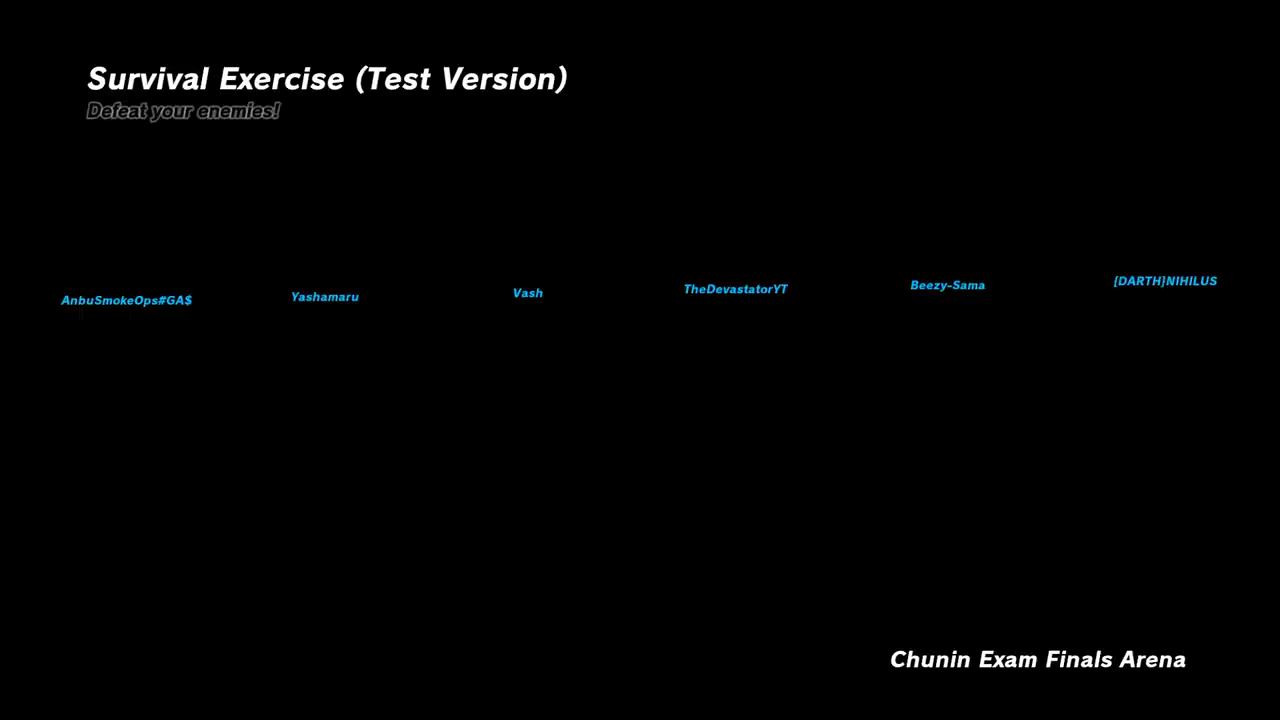 Survival Exercise (Test Version)
Defeat your enemies!
AnbuSmokeOps#GA$ Yashamaru Vash TheDevastatorYT Beezy-Sama [DARTH]NIHILUS
Chunin Exam Finals Arena